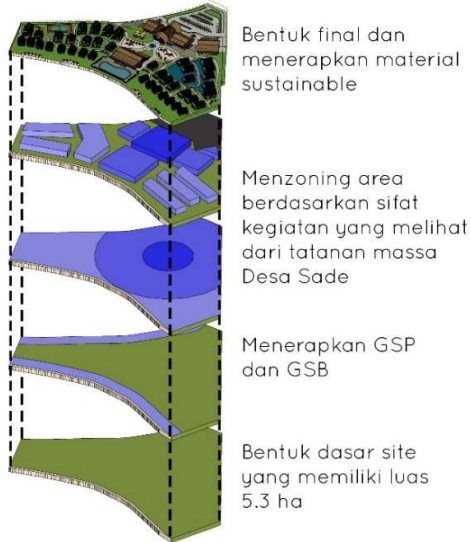 Bentuk final dan
menerapkan material
sustainable
Menzoning area
berdasarkan sifat
kegiatan yang melihat
dari tatanan massa
Desa Sade
Menerapkan GSP
dan GSB
Bentuk dasar site
yang memiliki luas
5.3 ha